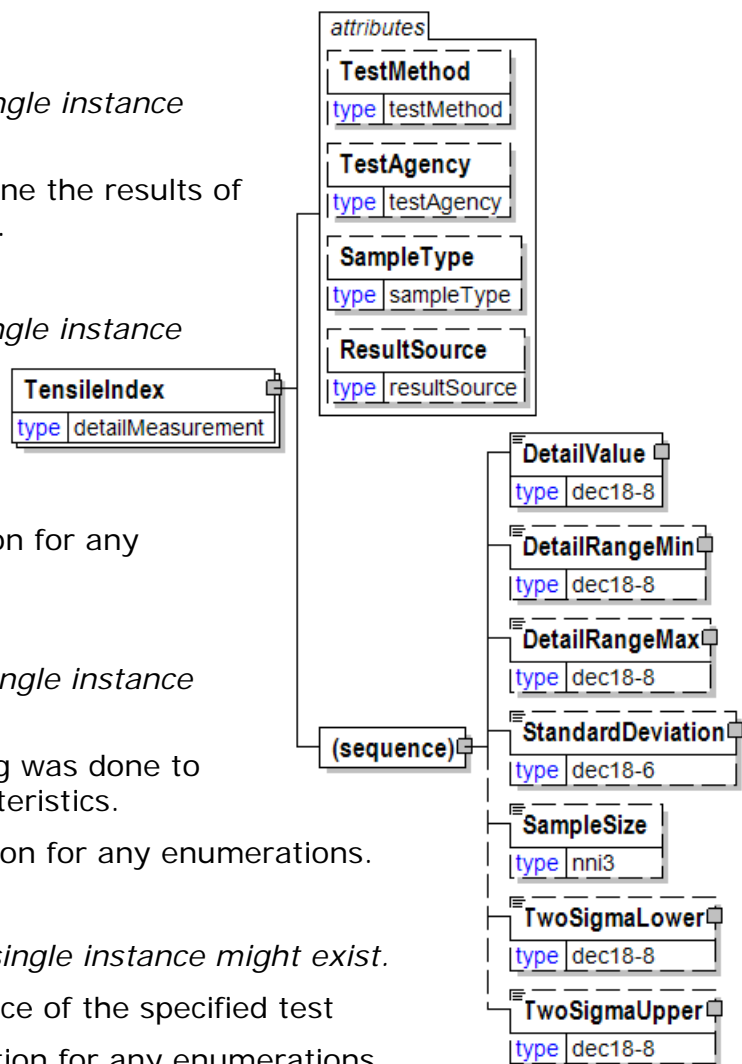 ngle instance
ne the results of
.
ngle instance
on for any
ngle instance
g was done to
teristics.
on for any enumerations.
single instance might exist.
ce of the specified test
tion for any enumerations
TensileIndex
type detailMeasurement
attributes
TestMethod
type testMethod
TestAgency
type testAgency
SampleType
type sampleType
ResultSource
type resultSource
(sequence)
DetailValue
type dec18-8
DetailRangeMin
type dec18-8
DetailRangeMax
type dec18-8
StandardDeviation
type dec18-6
SampleSize
type nni3
TwoSigmaLower
type dec18-8
TwoSigmaUpper
type dec18-8